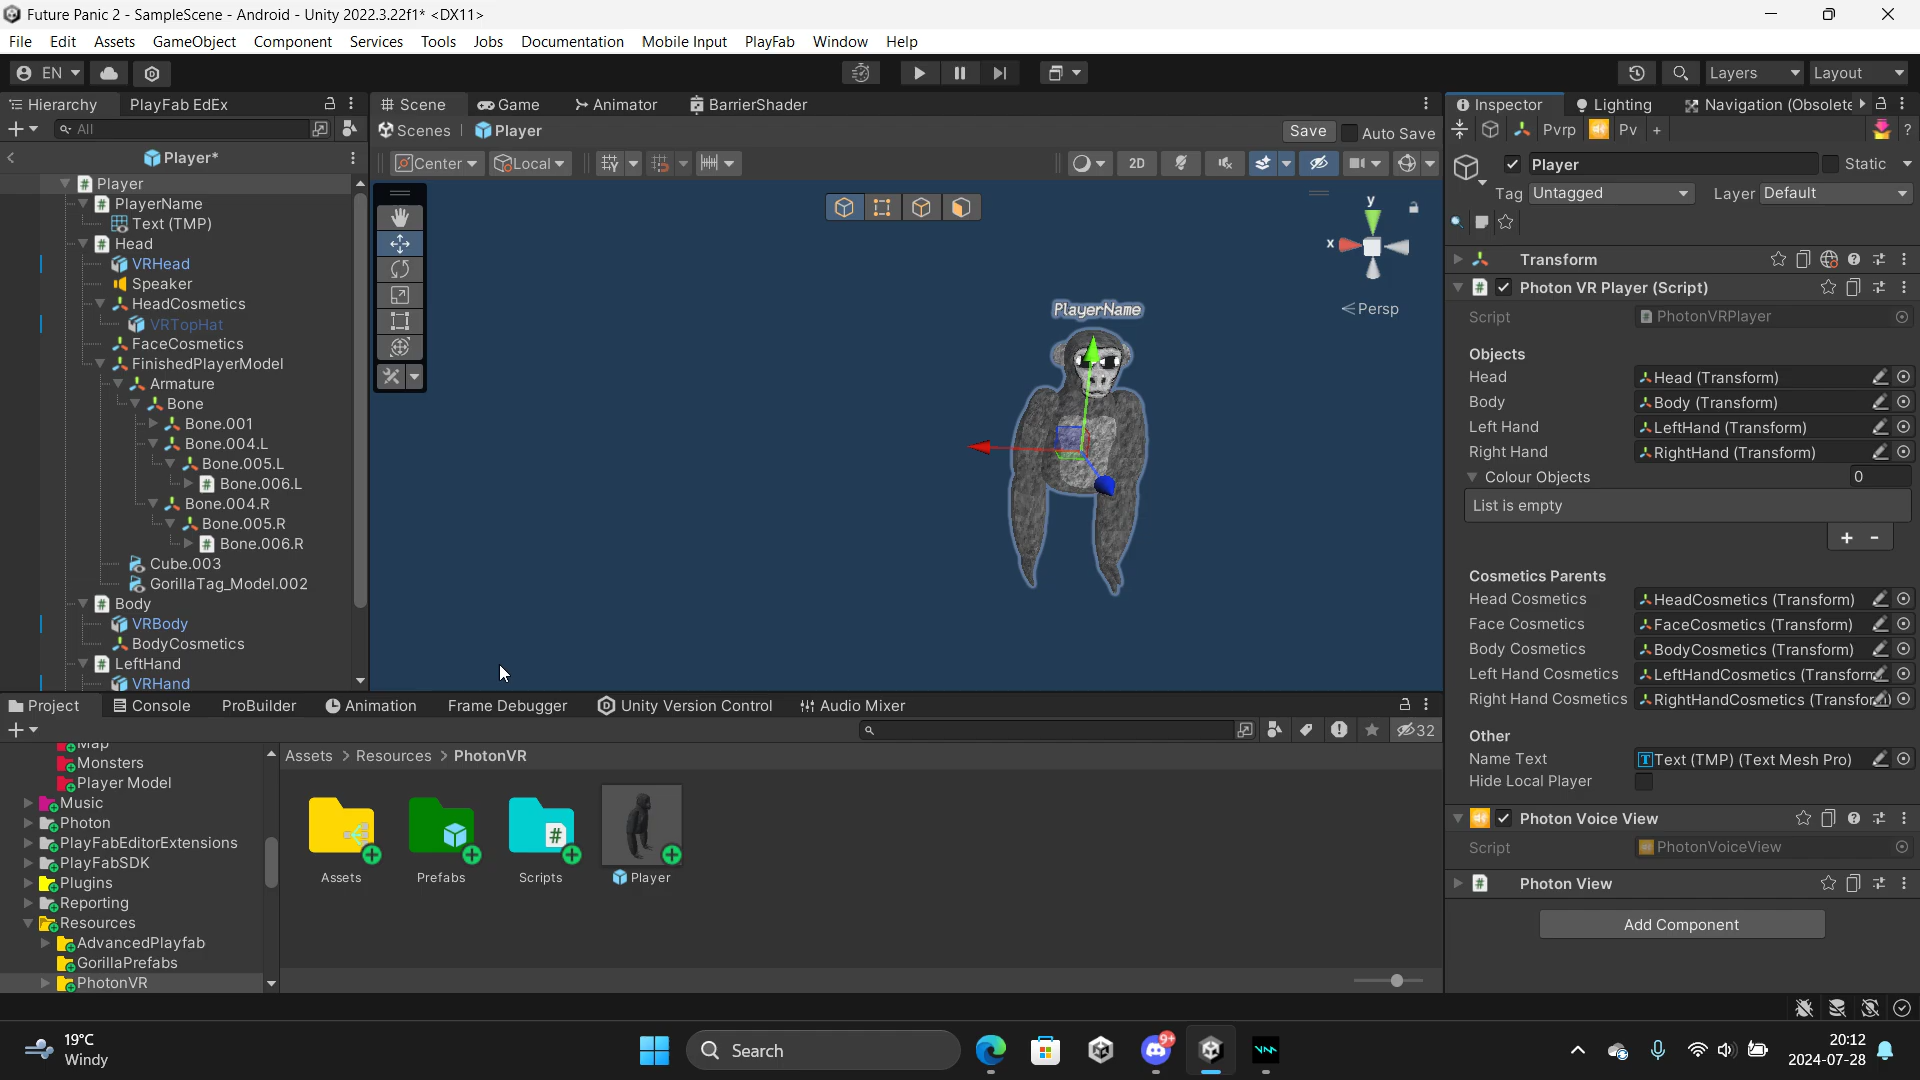 Future Panic 2 - SampleScene - Android - Unity 2022.3.22f1* <DX11>
File Edit Assets GameObject Component Services Tools Jobs Documentation Mobile Input PlayFab Window Help
EN Layers Layout
Hierarchy PlayFab EdEx Scene Game Animator BarrierShader Inspector Lighting Navigation (Obsolete
All Scenes Player Save Auto Save Pvrp Pv + ?
Player* Center Local 2D
Player Static
Tag Untagged Layer Default
Player
PlayerName
Text (TMP)
Head
VRHead
Speaker
HeadCosmetics
VRTopHat
FaceCosmetics
FinishedPlayerModel
Armature
Bone
Bone.001
Bone.004.L
Bone.005.L
Bone.006.L
Bone.004.R
Bone.005.R
Bone.006.R
Cube.003
GorillaTag_Model.002
Body
VRBody
BodyCosmetics
LeftHand
VRHand
y
x
Persp
PlayerName
Transform
Photon VR Player (Script)
Script PhotonVRPlayer
Objects
Head Head (Transform)
Body Body (Transform)
Left Hand LeftHand (Transform)
Right Hand RightHand (Transform)
Colour Objects 0
List is empty
+ -
Cosmetics Parents
Head Cosmetics HeadCosmetics (Transform)
Face Cosmetics FaceCosmetics (Transform)
Body Cosmetics BodyCosmetics (Transform)
Left Hand Cosmetics LeftHandCosmetics (Transform
Right Hand Cosmetics RightHandCosmetics (Transfor
Other
Name Text Text (TMP) (Text Mesh Pro)
Hide Local Player
Photon Voice View
Script PhotonVoiceView
Photon View
Add Component
Project Console ProBuilder Animation Frame Debugger Unity Version Control Audio Mixer
32
Assets > Resources > PhotonVR
Map
Monsters
Player Model
Music
Photon
PlayFabEditorExtensions
PlayFabSDK
Plugins
Reporting
Resources
AdvancedPlayfab
GorillaPrefabs
PhotonVR
Assets Prefabs Scripts Player
19°C
Windy
Search
9+
20:12
2024-07-28